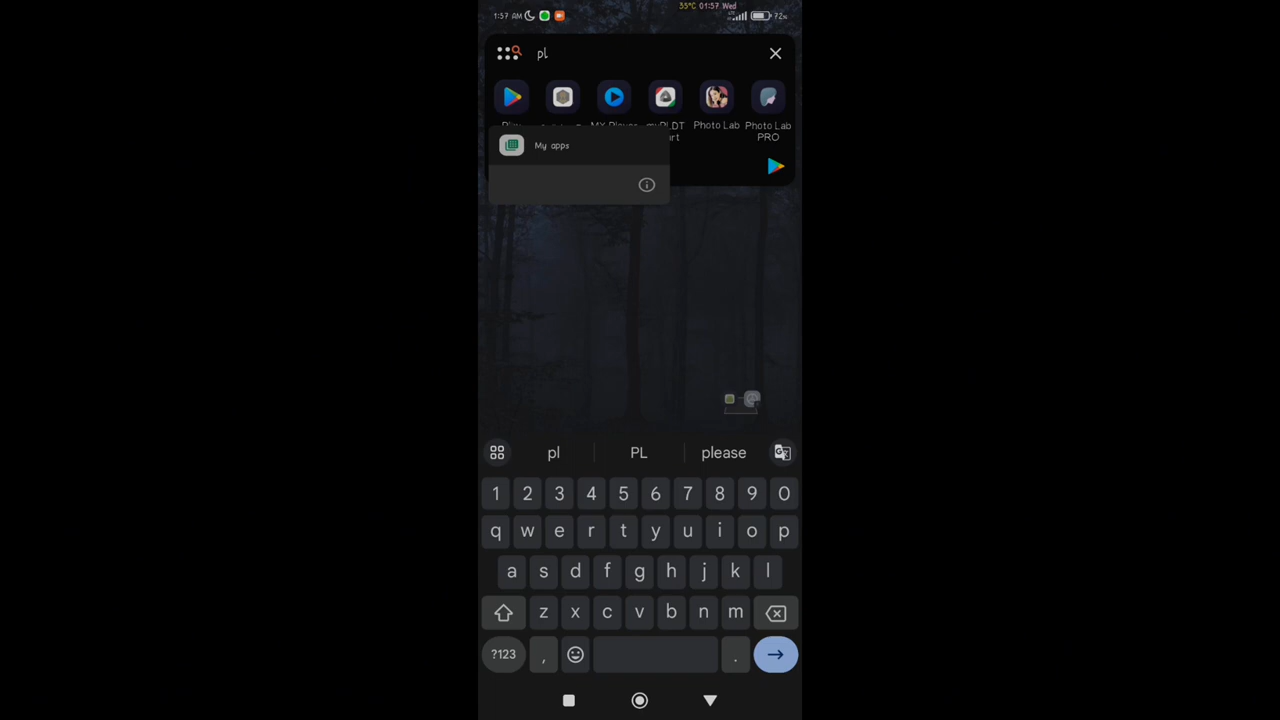 35°C 01:57 Wed
1:57 AM
72%
pl
MX Player
Photo Lab
Photo Lab PRO
My apps
pl
PL
please
1 2 3 4 5 6 7 8 9 0
q w e r t y u i o p
a s d f g h j k l
z x c v b n m
?123 , .